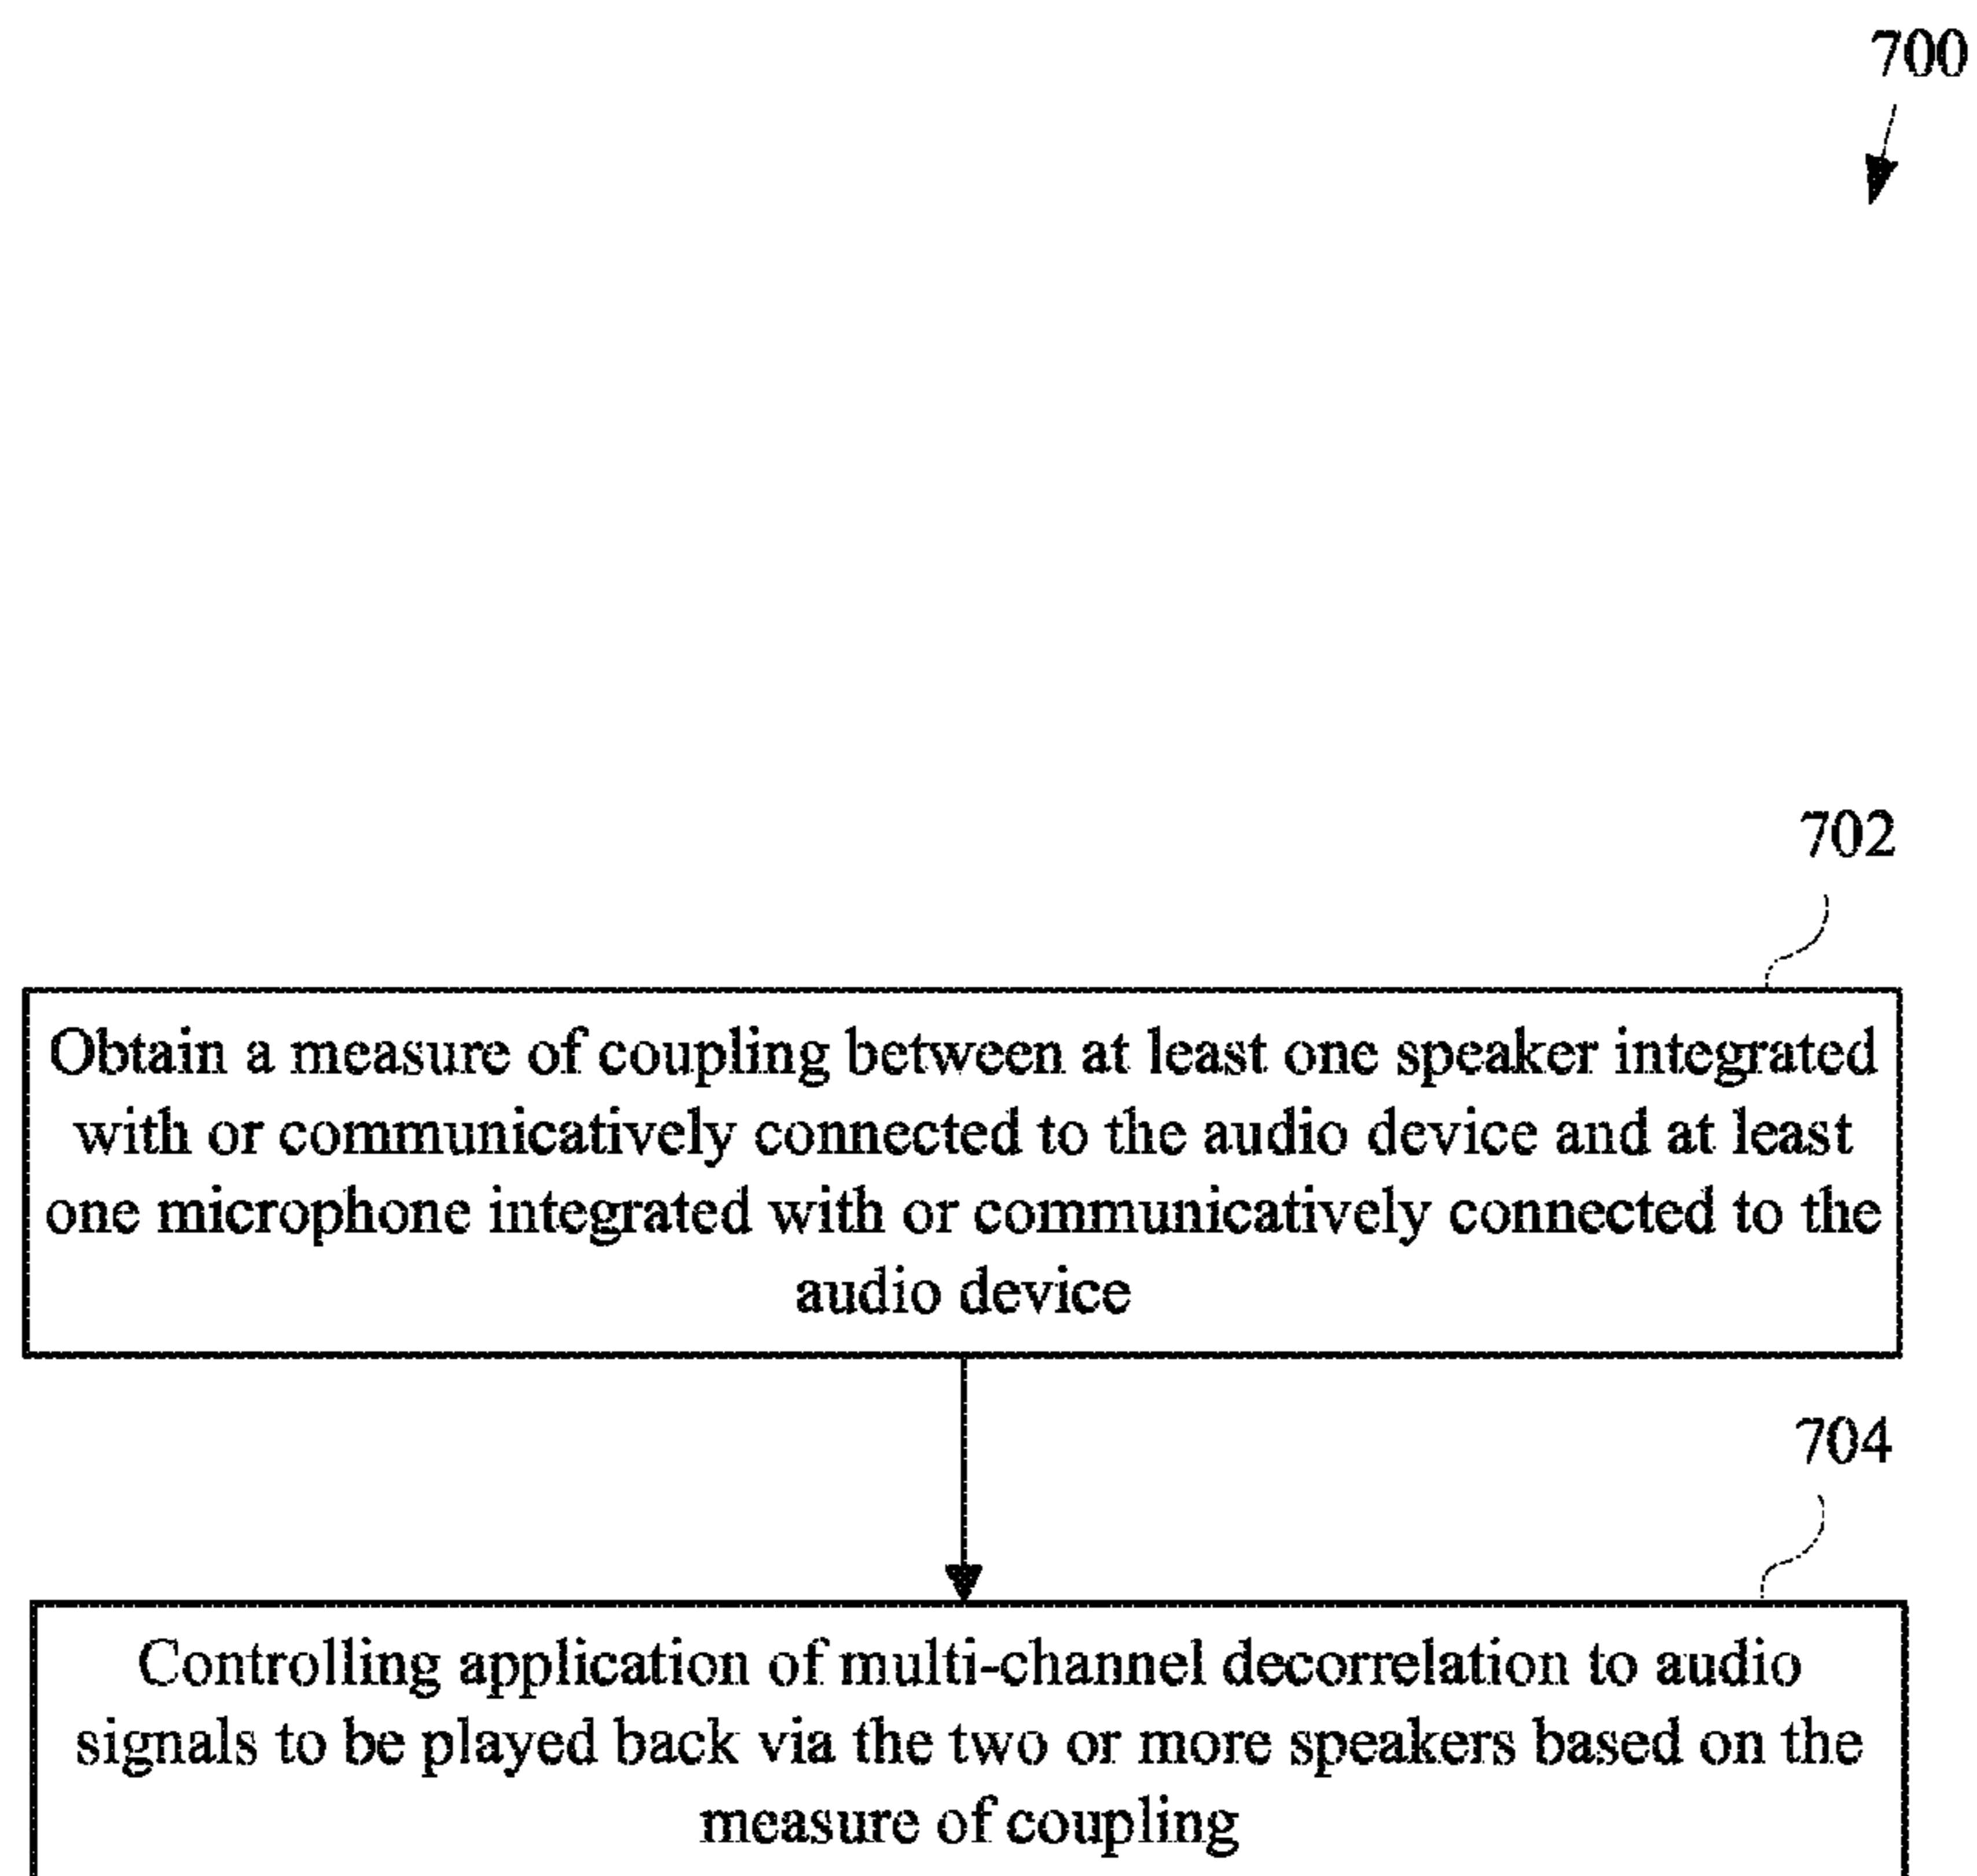 700
702
Obtain a measure of coupling between at least one speaker integrated
with or communicatively connected to the audio device and at least
one microphone integrated with or communicatively connected to the
audio device
704
Controlling application of multi-channel decorrelation to audio
signals to be played back via the two or more speakers based on the
measure of coupling